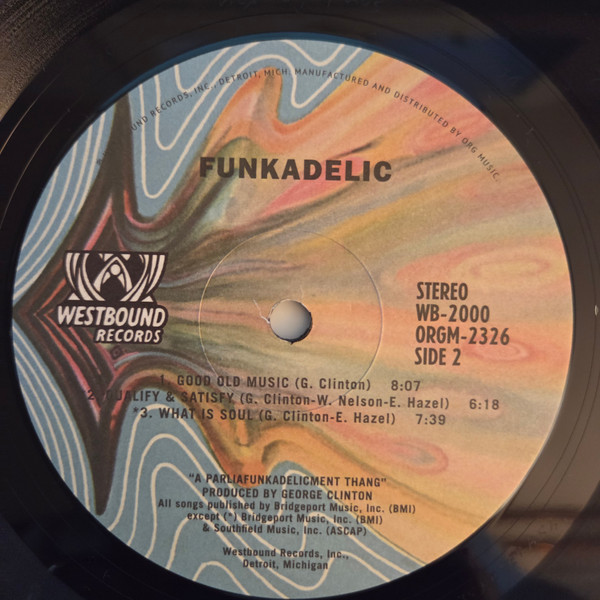 UND RECORDS, INC., DETROIT, MICH. MANUFACTURED AND DISTRIBUTED BY ORG MUSIC.
FUNKADELIC
WESTBOUND
RECORDS
STEREO
WB-2000
ORGM-2326
SIDE 2
1. GOOD OLD MUSIC (G. Clinton) 8:07
2. QUALIFY & SATISFY (G. Clinton-W. Nelson-E. Hazel) 6:18
*3. WHAT IS SOUL (G. Clinton-E. Hazel) 7:39
"A PARLIAFUNKADELICMENT THANG"
PRODUCED BY GEORGE CLINTON
All songs published by Bridgeport Music, Inc. (BMI)
except (*) Bridgeport Music, Inc. (BMI)
& Southfield Music, Inc. (ASCAP)
Westbound Records, Inc.,
Detroit, Michigan